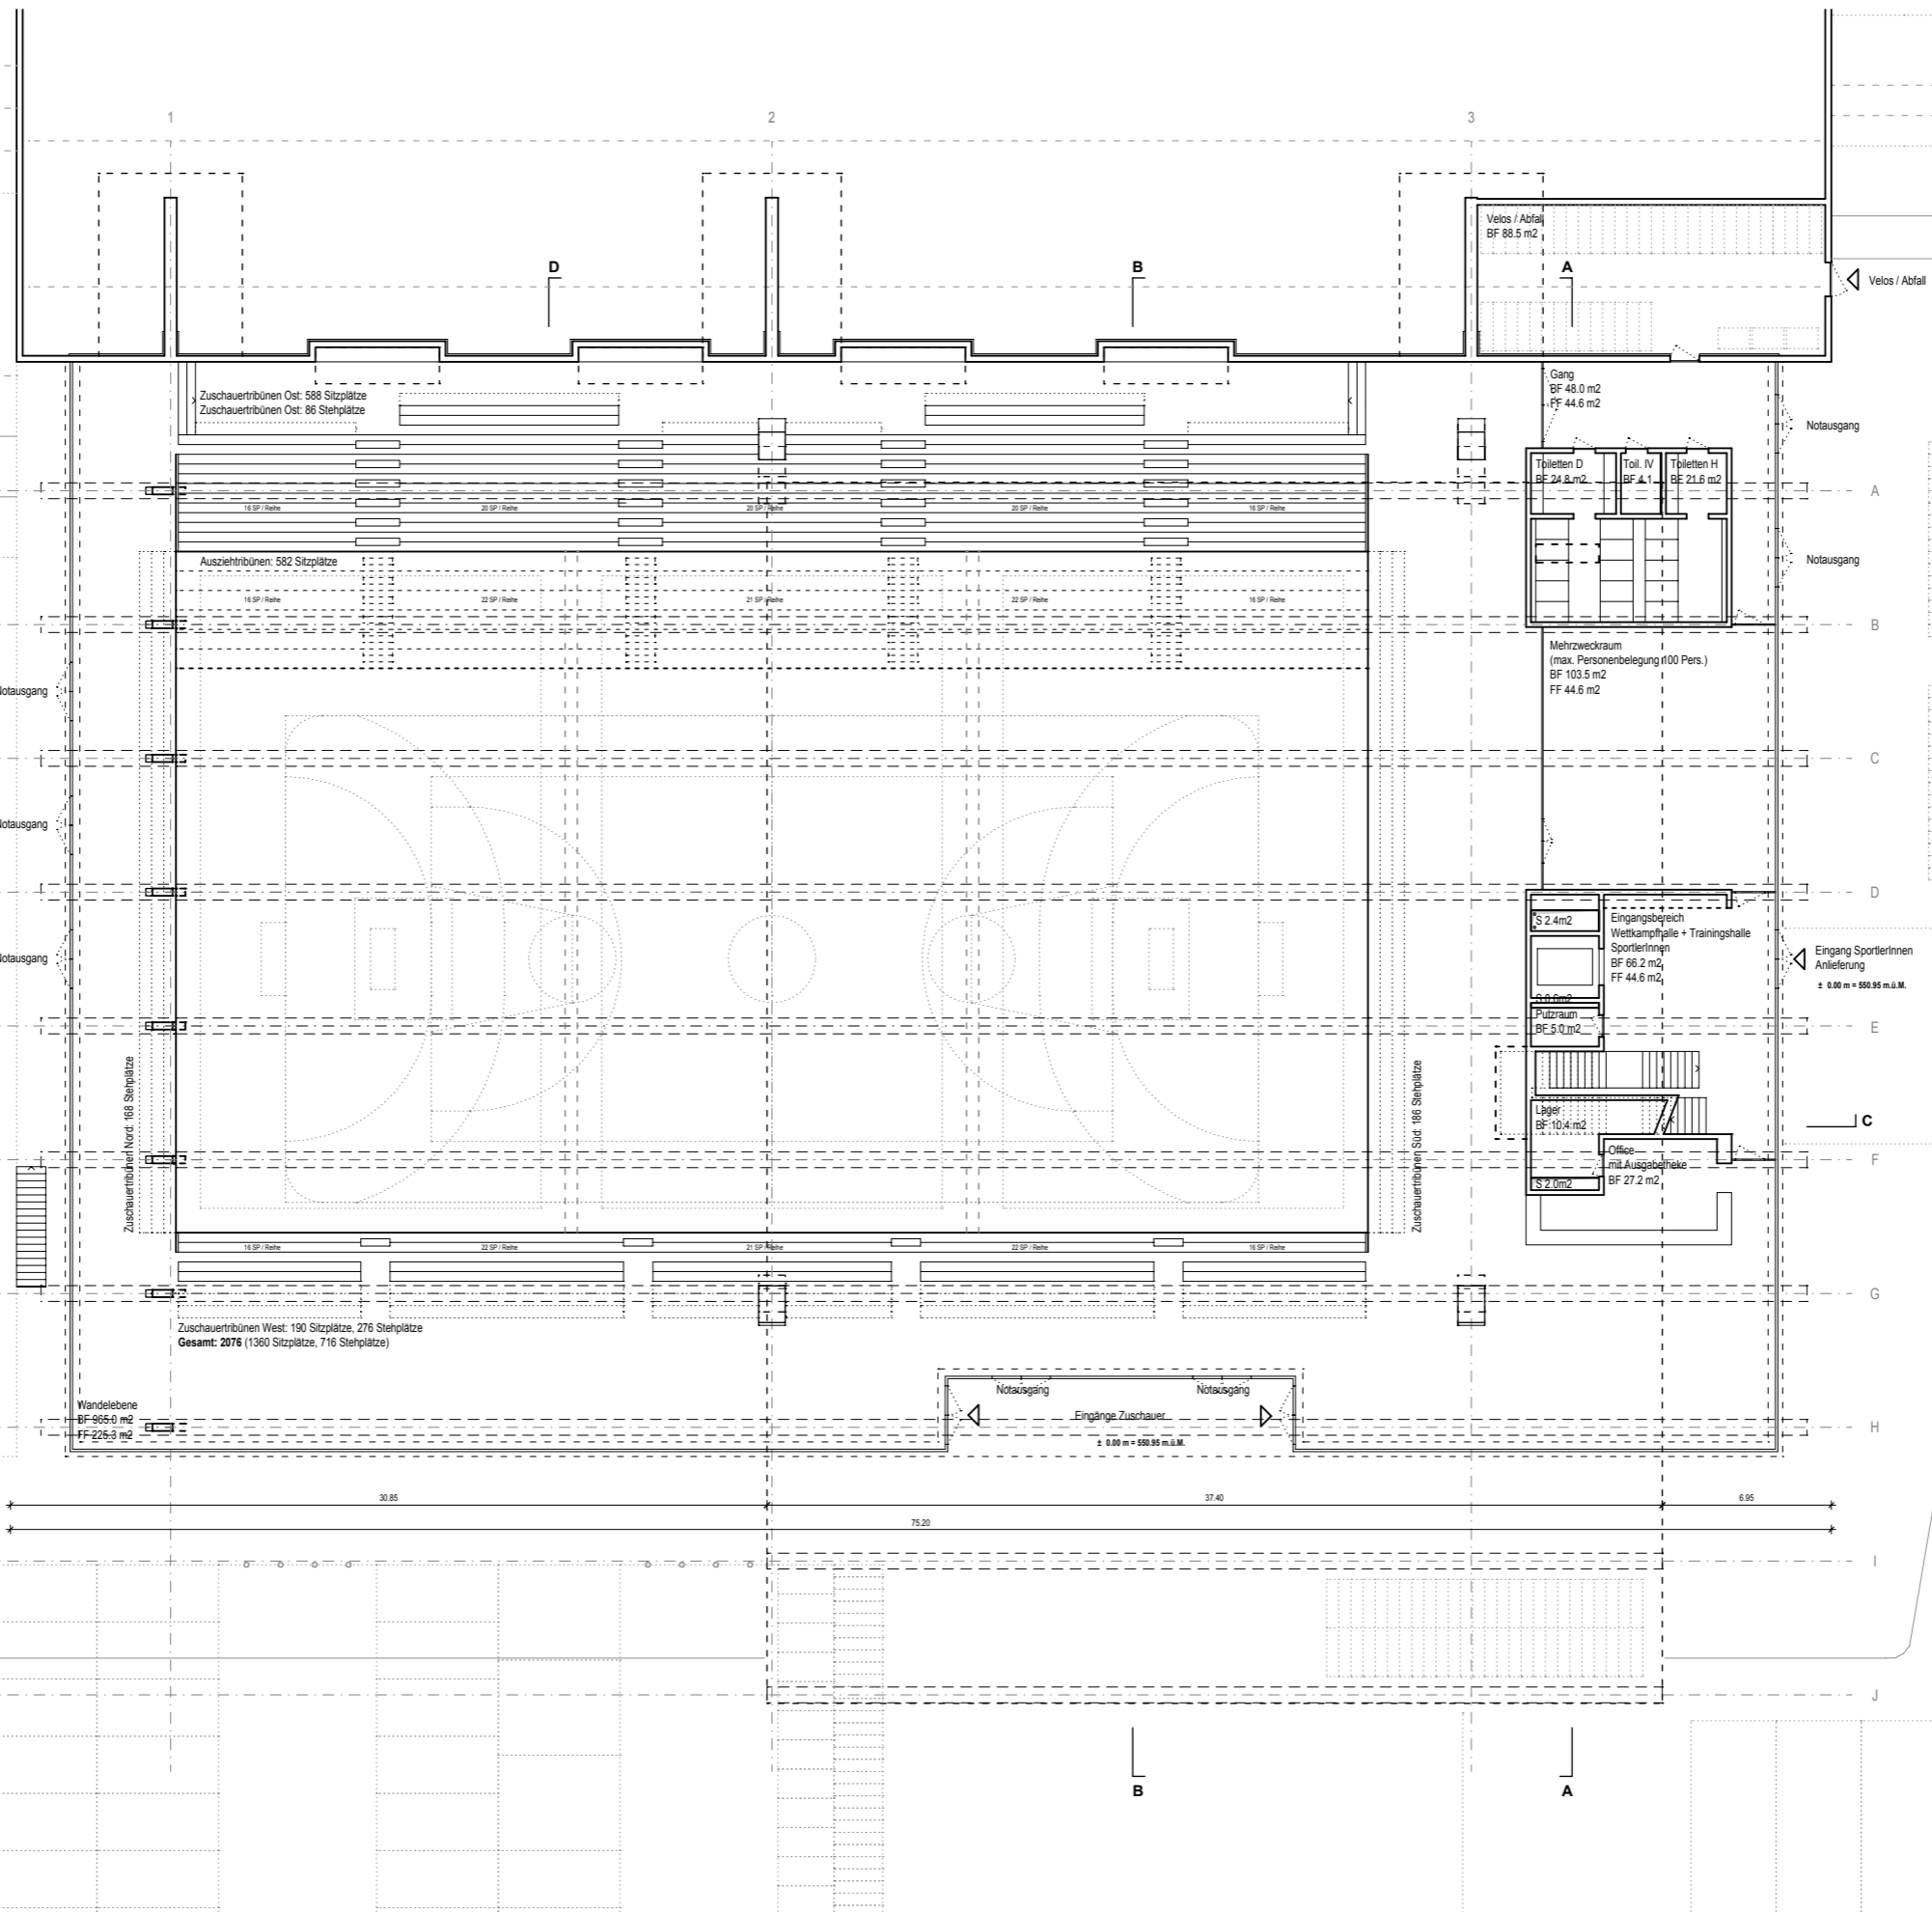 1
2
3
Velos / Abfall
BF 88.5 m2
D
B
A
Velos / Abfall
Zuschauertribünen Ost: 588 Sitzplätze
Zuschauertribünen Ost: 86 Stehplätze
Gang
BF 48.0 m2
FF 44.6 m2
Notausgang
Toiletten D
BF 24.8 m2
Toil. IV
BF 4.1
Toiletten H
BF 21.6 m2
A
16 SP / Reihe
20 SP / Reihe
20 SP / Reihe
20 SP / Reihe
16 SP / Reihe
Ausziehtribünen: 582 Sitzplätze
Notausgang
16 SP / Reihe
22 SP / Reihe
21 SP / Reihe
22 SP / Reihe
16 SP / Reihe
B
Mehrzweckraum
(max. Personenbelegung 100 Pers.)
BF 103.5 m2
FF 44.6 m2
Notausgang
C
Notausgang
D
S 2.4m2
Eingangsbereich
Wettkampfhalle + Trainingshalle
SportlerInnen
BF 66.2 m2
FF 44.6 m2
Notausgang
Eingang SportlerInnen
Anlieferung
± 0.00 m = 550.95 m.ü.M.
S 0.6m2
Putzraum
BF 5.0 m2
E
Zuschauertribünen Nord: 168 Stehplätze
Zuschauertribünen Süd: 186 Stehplätze
Lager
BF 10.4 m2
C
Office
mit Ausgabetheke
BF 27.2 m2
F
S 2.0m2
16 SP / Reihe
22 SP / Reihe
21 SP / Reihe
22 SP / Reihe
16 SP / Reihe
G
Zuschauertribünen West: 190 Sitzplätze, 276 Stehplätze
Gesamt: 2076 (1360 Sitzplätze, 716 Stehplätze)
Notausgang
Notausgang
Wandelebene
BF 965.0 m2
FF 225.3 m2
Eingänge Zuschauer
± 0.00 m = 550.95 m.ü.M.
H
30.85
37.40
6.95
75.20
I
J
B
A